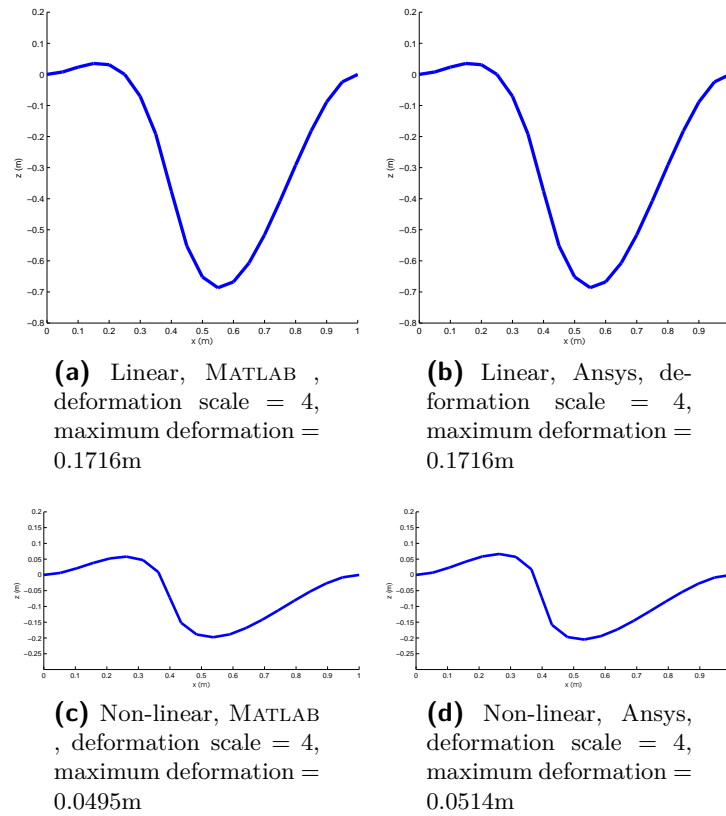 0.2
0.1
0
−0.1
−0.2
−0.3
−0.4
−0.5
−0.6
−0.7
−0.8
z (m)
0 0.1 0.2 0.3 0.4 0.5 0.6 0.7 0.8 0.9 1
x (m)
0.2
0.1
0
−0.1
−0.2
−0.3
−0.4
−0.5
−0.6
−0.7
−0.8
z (m)
0 0.1 0.2 0.3 0.4 0.5 0.6 0.7 0.8 0.9
x (m)
(a) Linear, MATLAB ,
deformation scale = 4,
maximum deformation =
0.1716m
(b) Linear, Ansys, de-
formation scale = 4,
maximum deformation =
0.1716m
0.2
0.15
0.1
0.05
0
−0.05
−0.1
−0.15
−0.2
−0.25
z (m)
0 0.1 0.2 0.3 0.4 0.5 0.6 0.7 0.8 0.9 1
x (m)
0.2
0.15
0.1
0.05
0
−0.05
−0.1
−0.15
−0.2
−0.25
z (m)
0 0.1 0.2 0.3 0.4 0.5 0.6 0.7 0.8 0.9
x (m)
(c) Non-linear, MATLAB
, deformation scale = 4,
maximum deformation =
0.0495m
(d) Non-linear, Ansys,
deformation scale = 4,
maximum deformation =
0.0514m